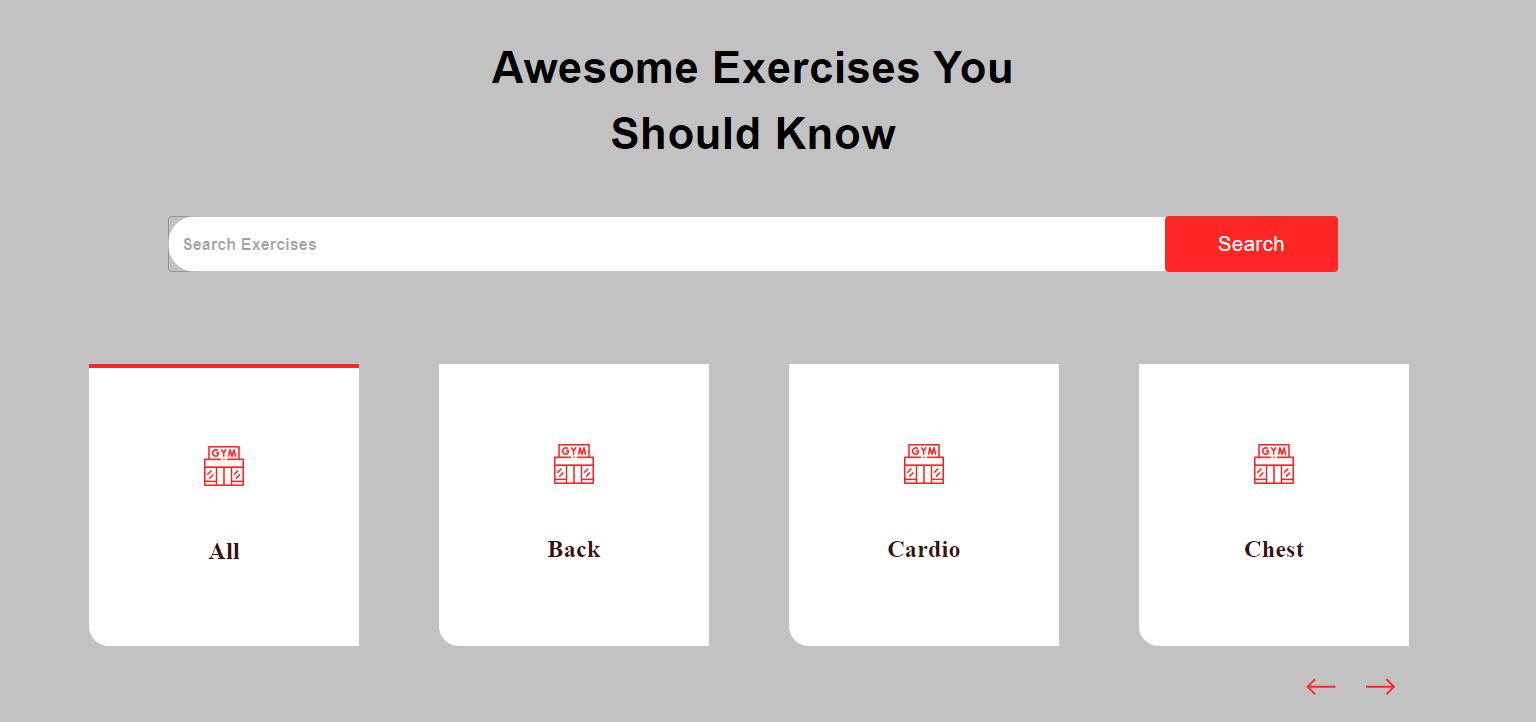 Awesome Exercises You
Should Know
Search Exercises
Search
GYM
GYM
GYM
GYM
All
Back
Cardio
Chest